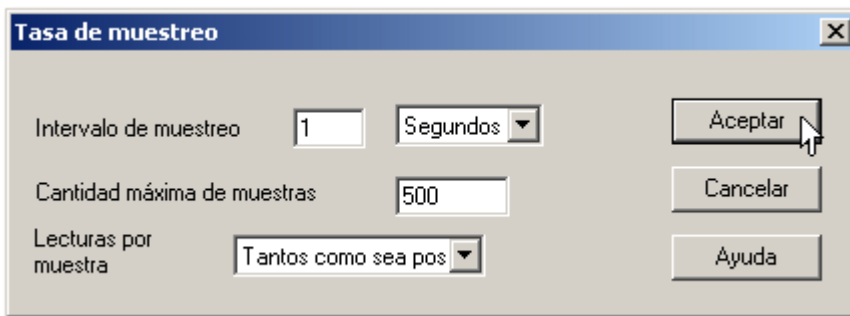 Tasa de muestreo
Intervalo de muestreo 1 Segundos Aceptar
Cantidad máxima de muestras 500 Cancelar
Lecturas por
muestra Tantos como sea pos Ayuda